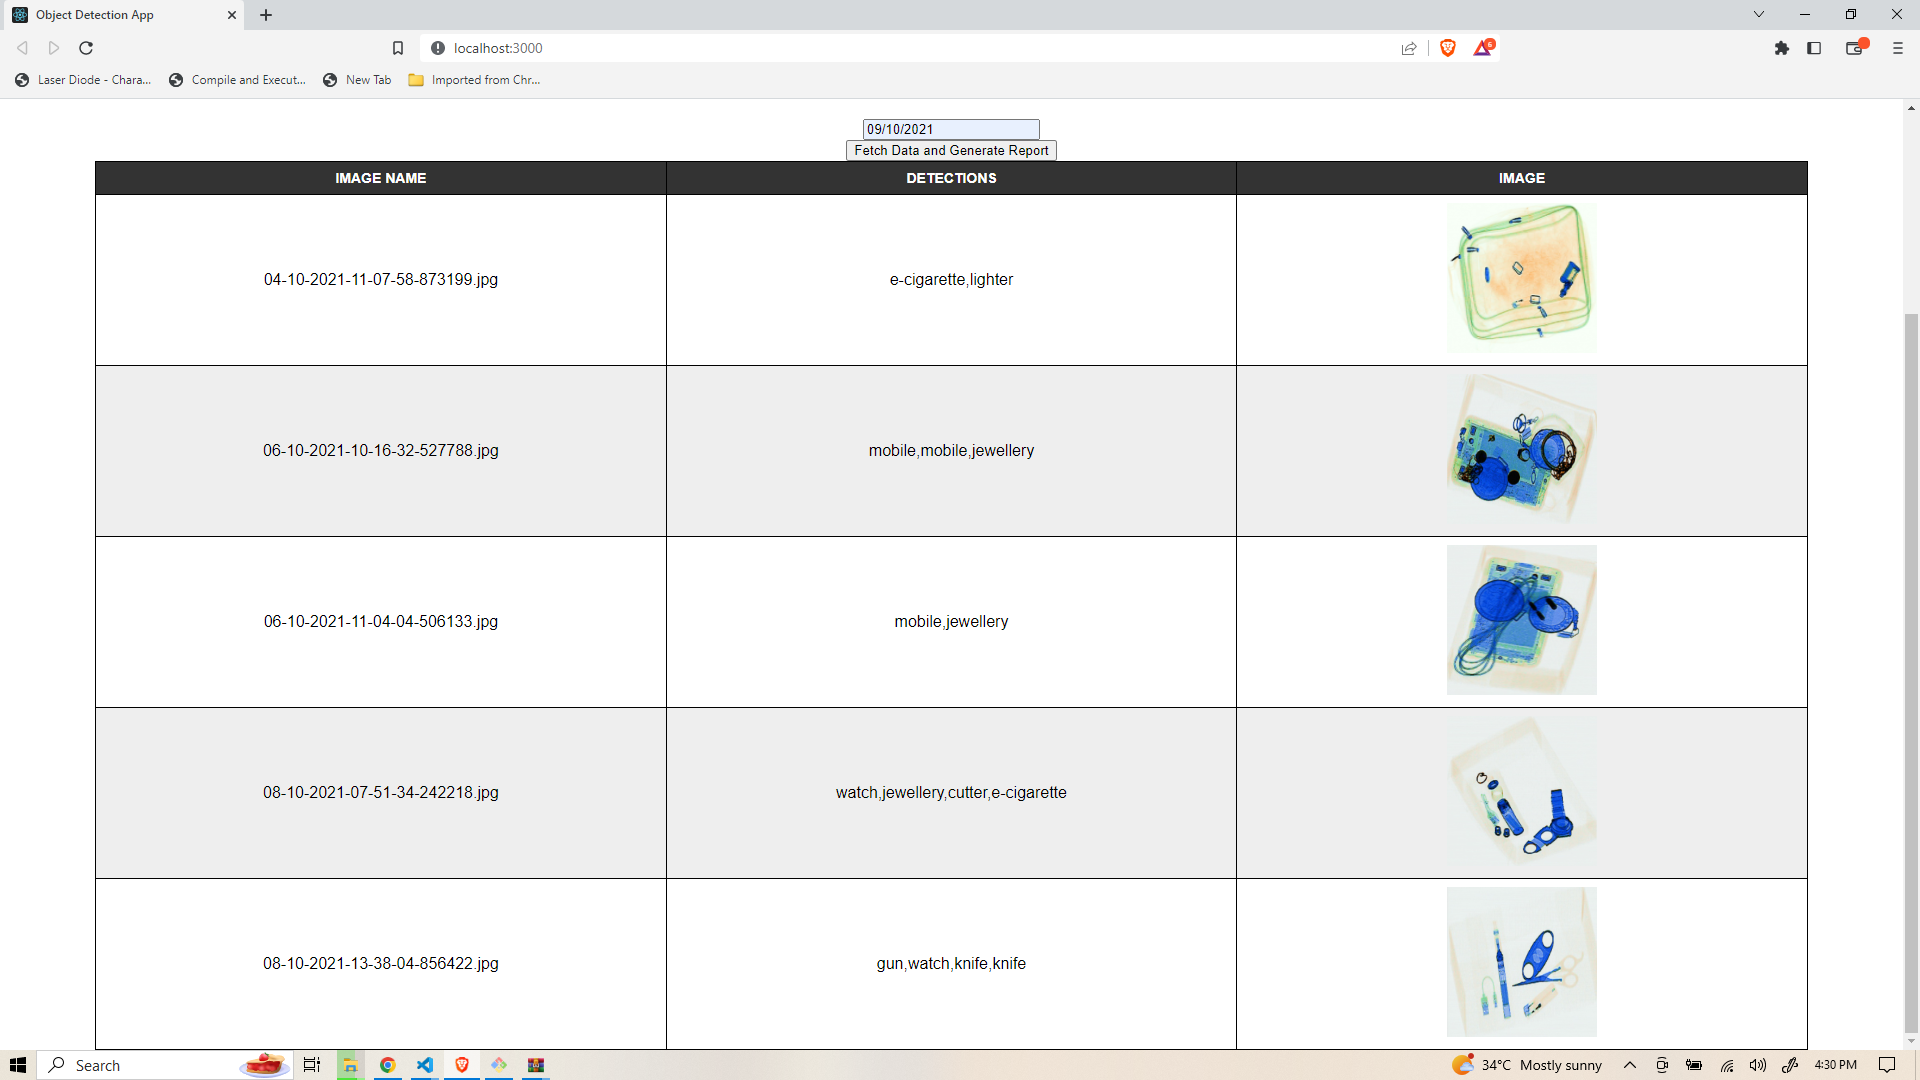 Object Detection App
localhost:3000
6
Laser Diode - Chara...
Compile and Execut...
New Tab
Imported from Chr...
09/10/2021
Fetch Data and Generate Report
IMAGE NAME DETECTIONS IMAGE
04-10-2021-11-07-58-873199.jpg e-cigarette,lighter
06-10-2021-10-16-32-527788.jpg mobile,mobile,jewellery
06-10-2021-11-04-04-506133.jpg mobile,jewellery
08-10-2021-07-51-34-242218.jpg watch,jewellery,cutter,e-cigarette
08-10-2021-13-38-04-856422.jpg gun,watch,knife,knife
Search
34°C Mostly sunny
4:30 PM